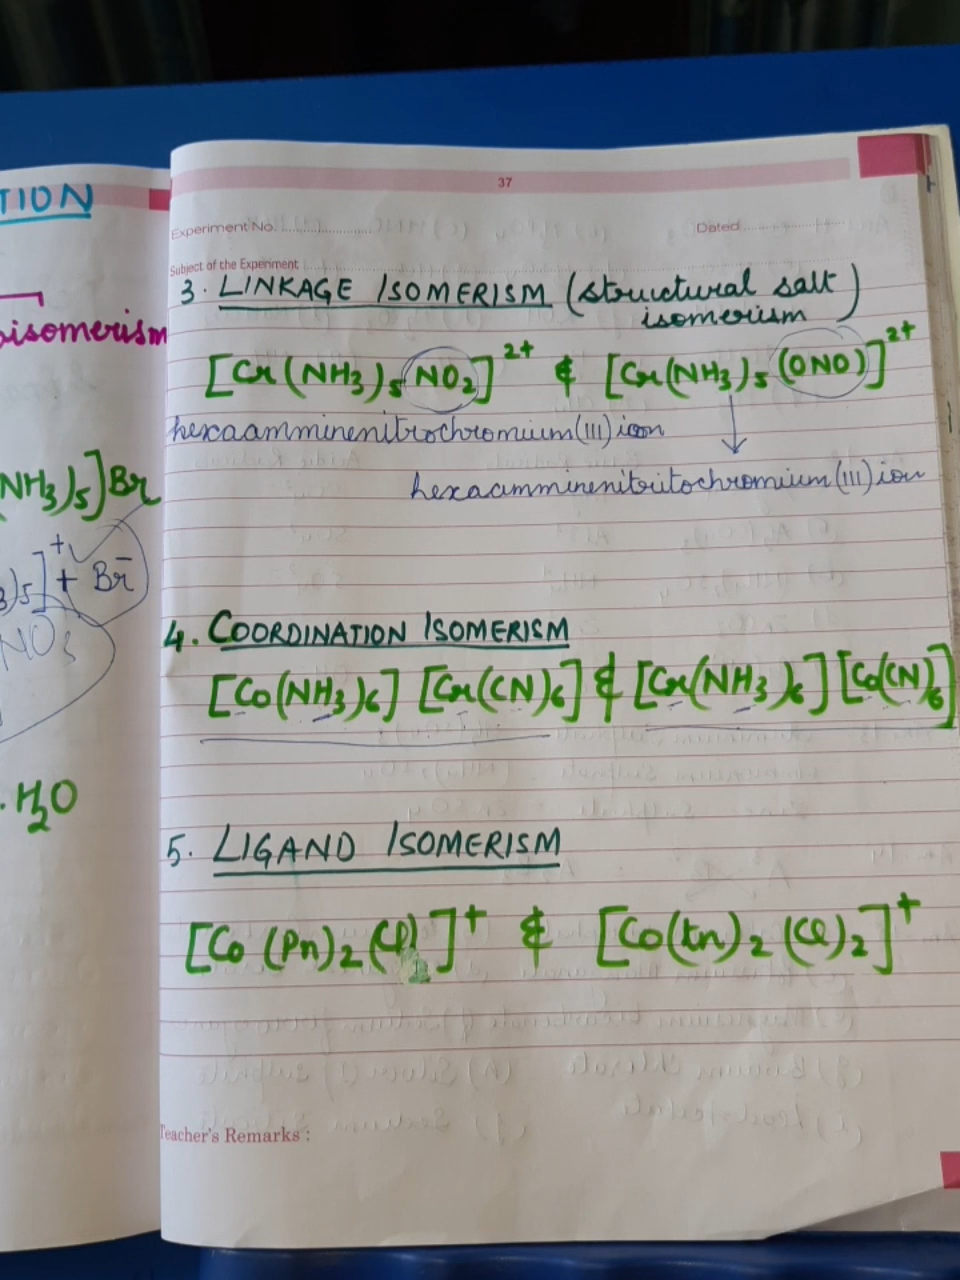 TION
isomerism
NH₃)₅]Br
)₅]⁺ + Br⁻
NO₃
. H₂O
37
Experiment No.
Dated
Subject of the Experiment
3. LINKAGE ISOMERISM (structural salt
isomerism)
[Cr(NH₃)₅NO₂]²⁺ & [Cr(NH₃)₅(ONO)]²⁺
hexaamminenitrochromium(III)ion
hexaamminenitritochromium(III)ion
4. COORDINATION ISOMERISM
[Co(NH₃)₆] [Cr(CN)₆] & [Cr(NH₃)₆] [Co(CN)₆]
5. LIGAND ISOMERISM
[Co (Pn)₂ (Cl)₂]⁺ & [Co(tn)₂ (Cl)₂]⁺
Teacher's Remarks :